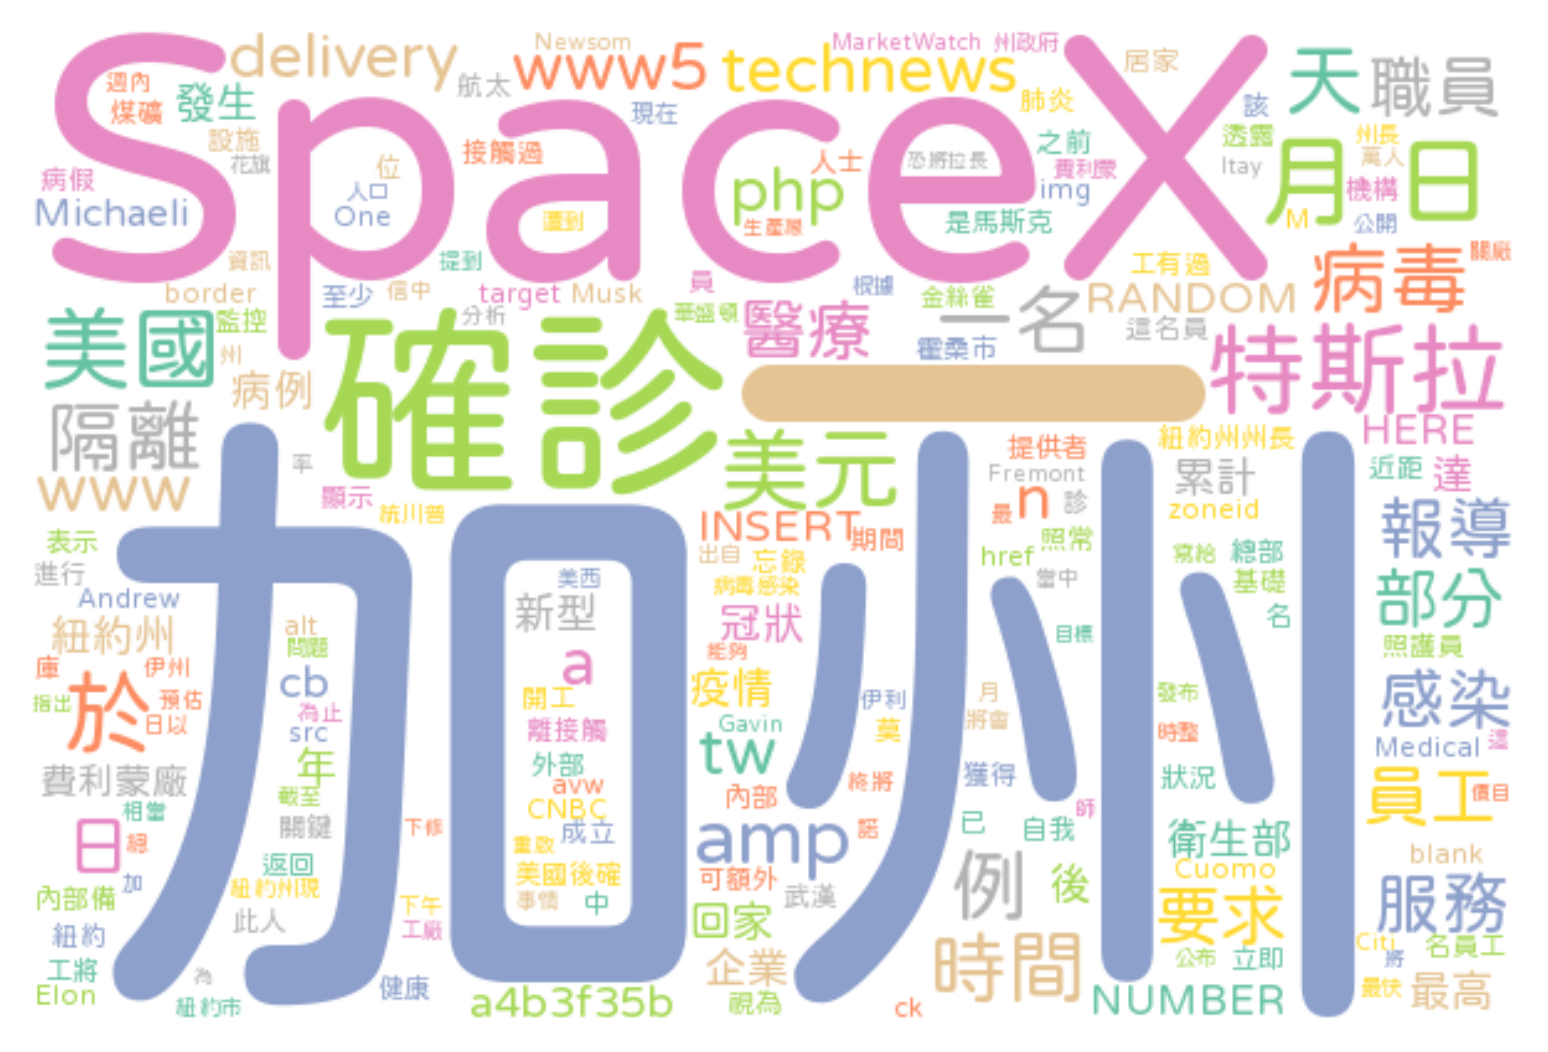 SpaceX
delivery
Newsom
www5
technews
MarketWatch
州政府
居家
天
職員
週內
煤礦
發生
航太
現在
肺炎
該
設施
花旗
接觸過
人士
恐將拉長
之前
透露
州長
萬人
病假
位
人口
php
費利蒙
img
Itay
月
日
機構
Michaeli
One
遭到
生產線
是馬斯克
M
公開
資訊
提到
工有過
病毒
關廠
border
至少
信中
target
Musk
員
根據
金絲雀
RANDOM
美國
監控
分析
華盛頓
醫療
一名
這名員
州
確診
霍桑市
特斯拉
病例
一
隔離
率
美元
提供者
紐約州州長
HERE
www
顯示
Fremont
累計
近距
達
統川普
最
n
診
zoneid
INSERT
期間
報導
加州
表示
出自
忘錄
href
照常
寫給
總部
進行
美西
病毒感染
當中
基礎
部分
Andrew
新型
冠狀
名
紐約州
alt
問題
目標
照護員
庫
伊州
能夠
a
於
預估
cb
開工
疫情
伊利
月
發布
感染
指出
日以
為止
src
離接觸
Gavin
莫
將會
時整
Medical
這
年
外部
tw
費利蒙廠
截至
avw
內部
終將
獲得
狀況
員工
價目
相當
CNBC
師
關鍵
下修
成立
amp
諾
已
自我
衛生部
日
總
重啟
返回
blank
加
美國後確
可額外
例
後
Cuomo
內部備
紐約州現
事情
中
武漢
服務
下午
此人
回家
要求
紐約
工廠
Citi
名員工
工將
為
企業
時間
公布
立即
將
Elon
紐約市
健康
a4b3f35b
視為
ck
NUMBER
最快
最高